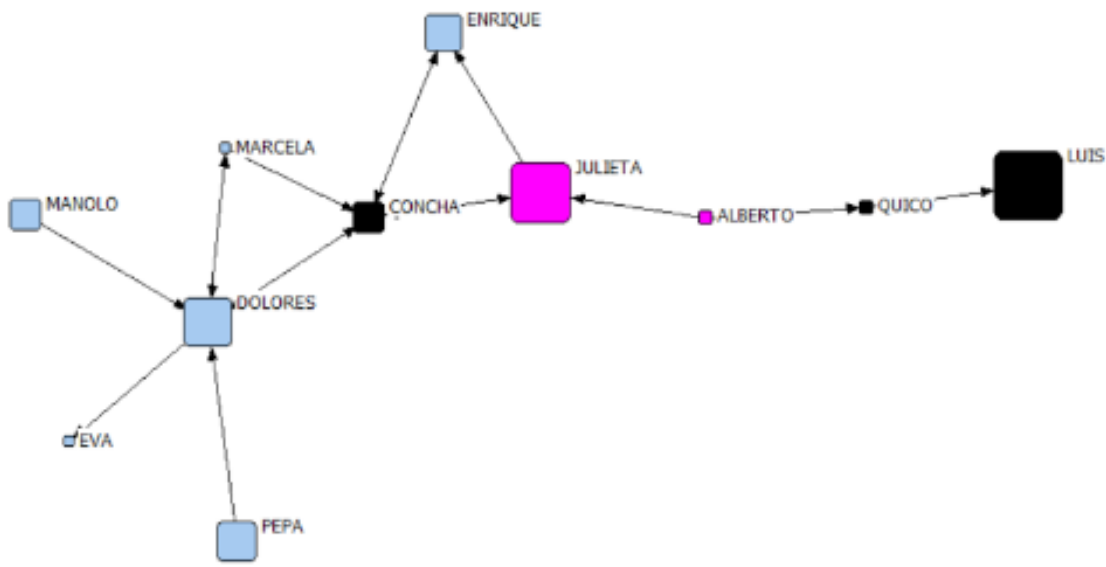 ENRIQUE
MARCELA
LUIS
JULIETA
MANOLO
CONCHA
QUICO
ALBERTO
DOLORES
EVA
PEPA